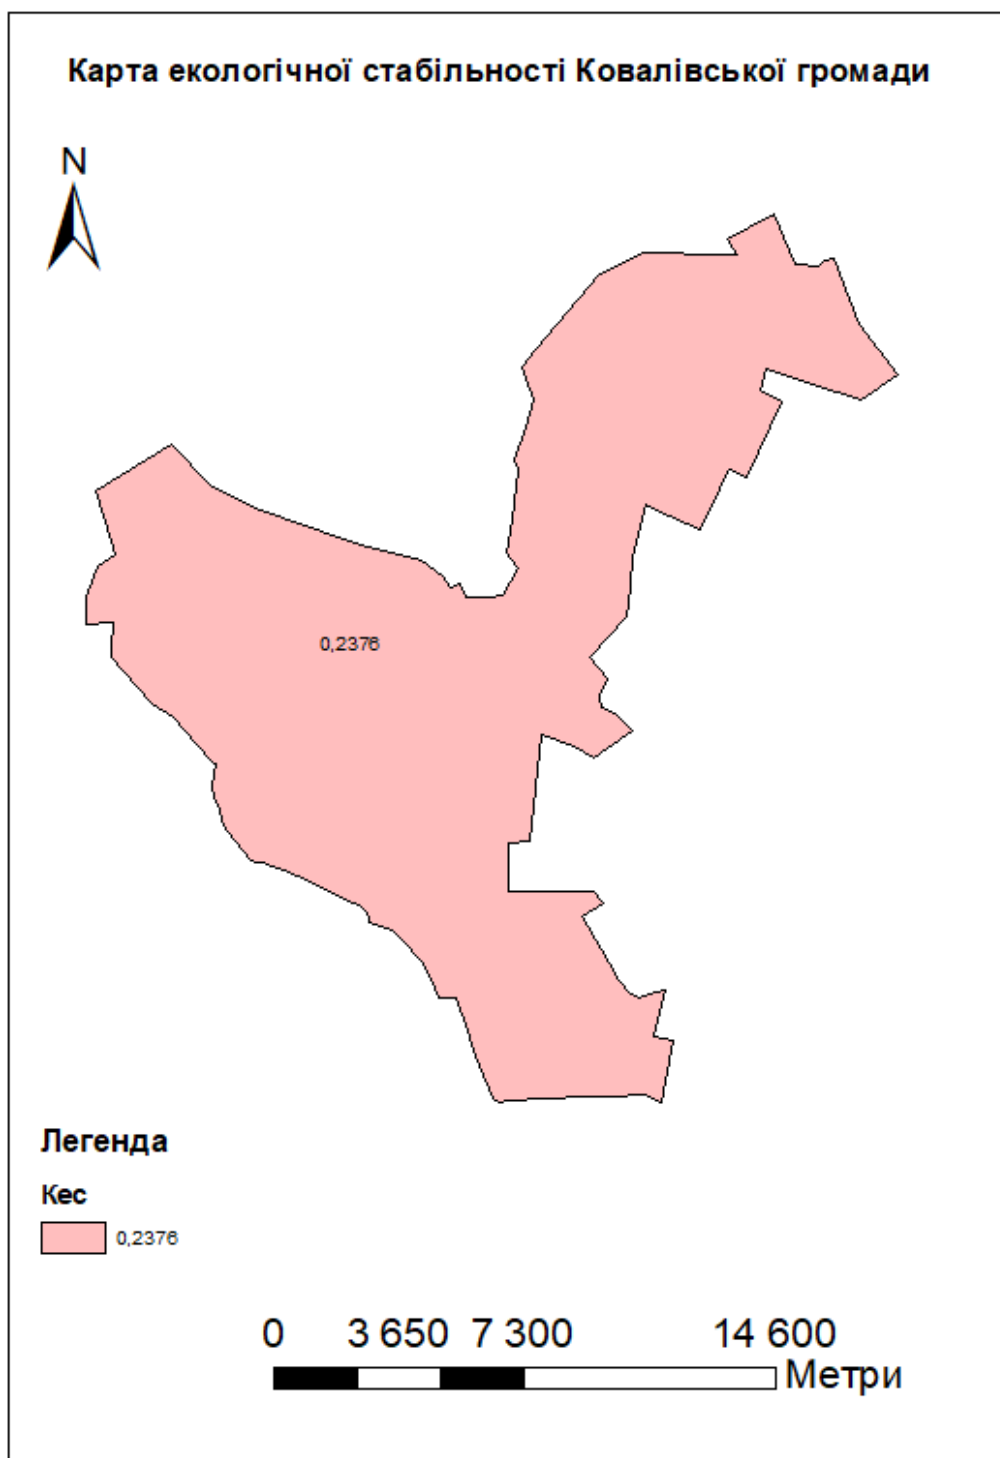 Карта екологічної стабільності Ковалівської громади
N
0,2376
Легенда
Кес
0,2376
0 3 650 7 300 14 600
Метри